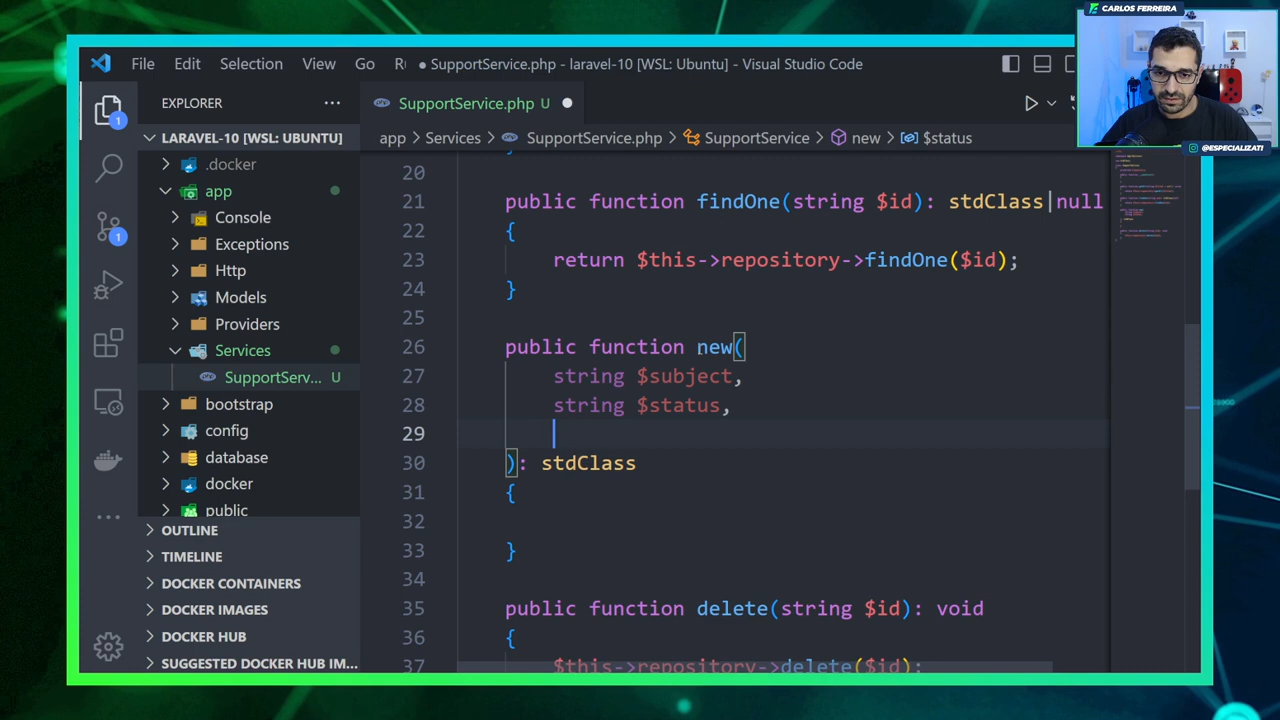 CARLOS FERREIRA
@ESPECIALIZATI
File Edit Selection View Go R
SupportService.php - laravel-10 [WSL: Ubuntu] - Visual Studio Code
EXPLORER
SupportService.php U
1
LARAVEL-10 [WSL: UBUNTU]
app Services SupportService.php SupportService new $status
.docker
app
Console
Exceptions
Http
Models
Providers
Services
SupportServ... U
bootstrap
config
database
docker
public
OUTLINE
TIMELINE
DOCKER CONTAINERS
DOCKER IMAGES
DOCKER HUB
SUGGESTED DOCKER HUB IM...
1
21 public function findOne(string $id): stdClass|null
22 {
23 return $this->repository->findOne($id);
24 }
25
26 public function new(
27 string $subject,
28 string $status,
29
30 ): stdClass
31 {
32
33 }
34
35 public function delete(string $id): void
36 {
37 $this->repository->delete($id);